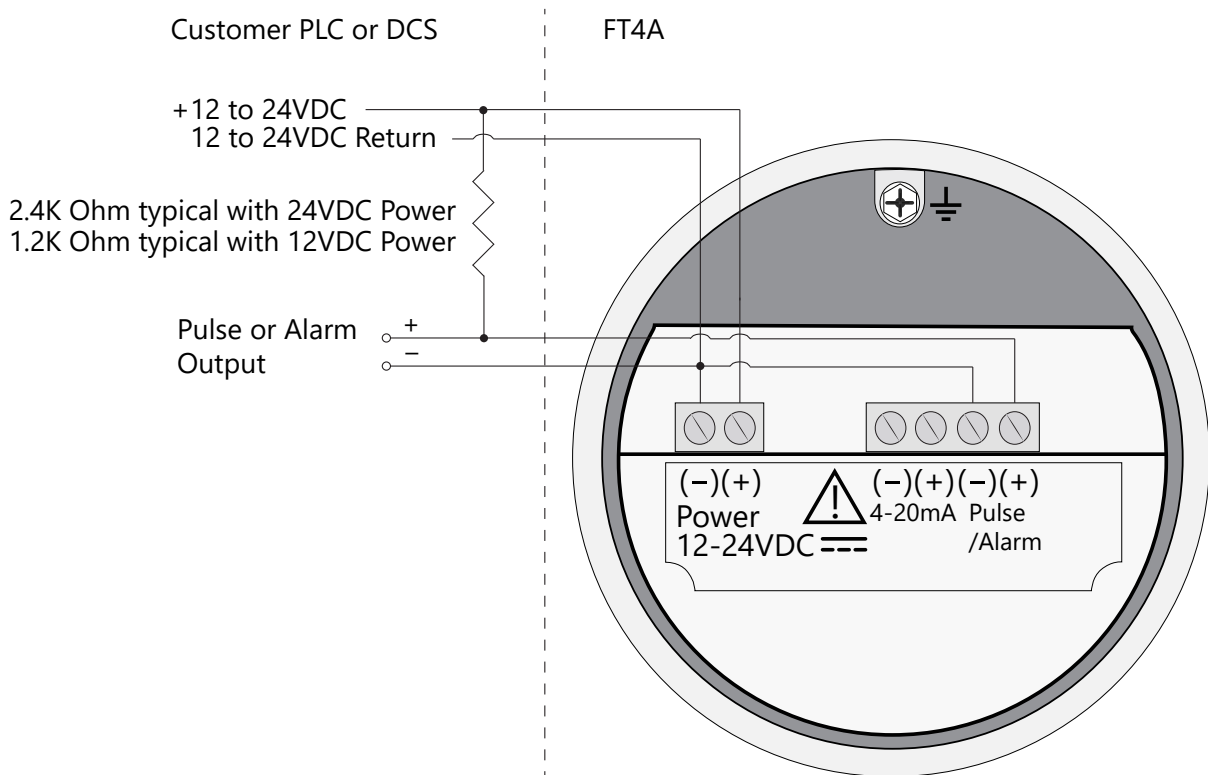 Customer PLC or DCS
FT4A
+12 to 24VDC
12 to 24VDC Return
2.4K Ohm typical with 24VDC Power
1.2K Ohm typical with 12VDC Power
Pulse or Alarm
Output
+
−
(−)(+)
Power
12-24VDC
!
(−)(+)(−)(+)
4-20mA Pulse
/Alarm